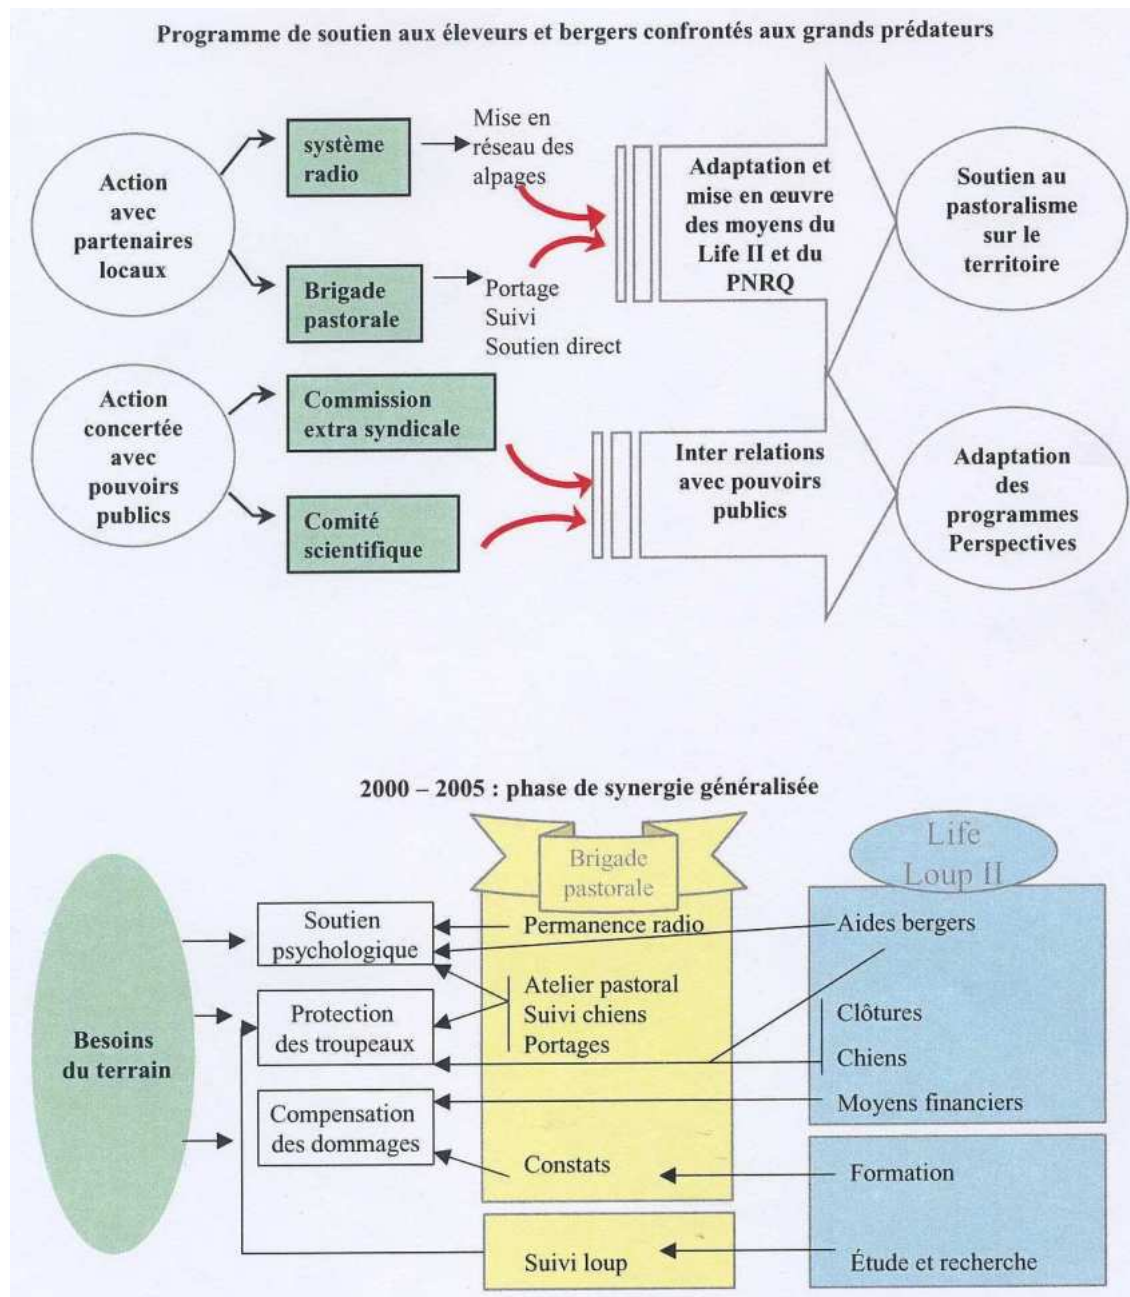 Programme de soutien aux éleveurs et bergers confrontés aux grands prédateurs
Action
avec
partenaires
locaux
système
radio
Mise en
réseau des
alpages
Brigade
pastorale
Portage
Suivi
Soutien direct
Adaptation et
mise en œuvre
des moyens du
Life II et du
PNRQ
Soutien au
pastoralisme
sur le
territoire
Action
concertée
avec
pouvoirs
publics
Commission
extra syndicale
Comité
scientifique
Inter relations
avec pouvoirs
publics
Adaptation
des
programmes
Perspectives
2000 – 2005 : phase de synergie généralisée
Besoins
du terrain
Soutien
psychologique
Protection
des troupeaux
Compensation
des dommages
Brigade
pastorale
Permanence radio
Atelier pastoral
Suivi chiens
Portages
Constats
Suivi loup
Life
Loup II
Aides bergers
Clôtures
Chiens
Moyens financiers
Formation
Étude et recherche